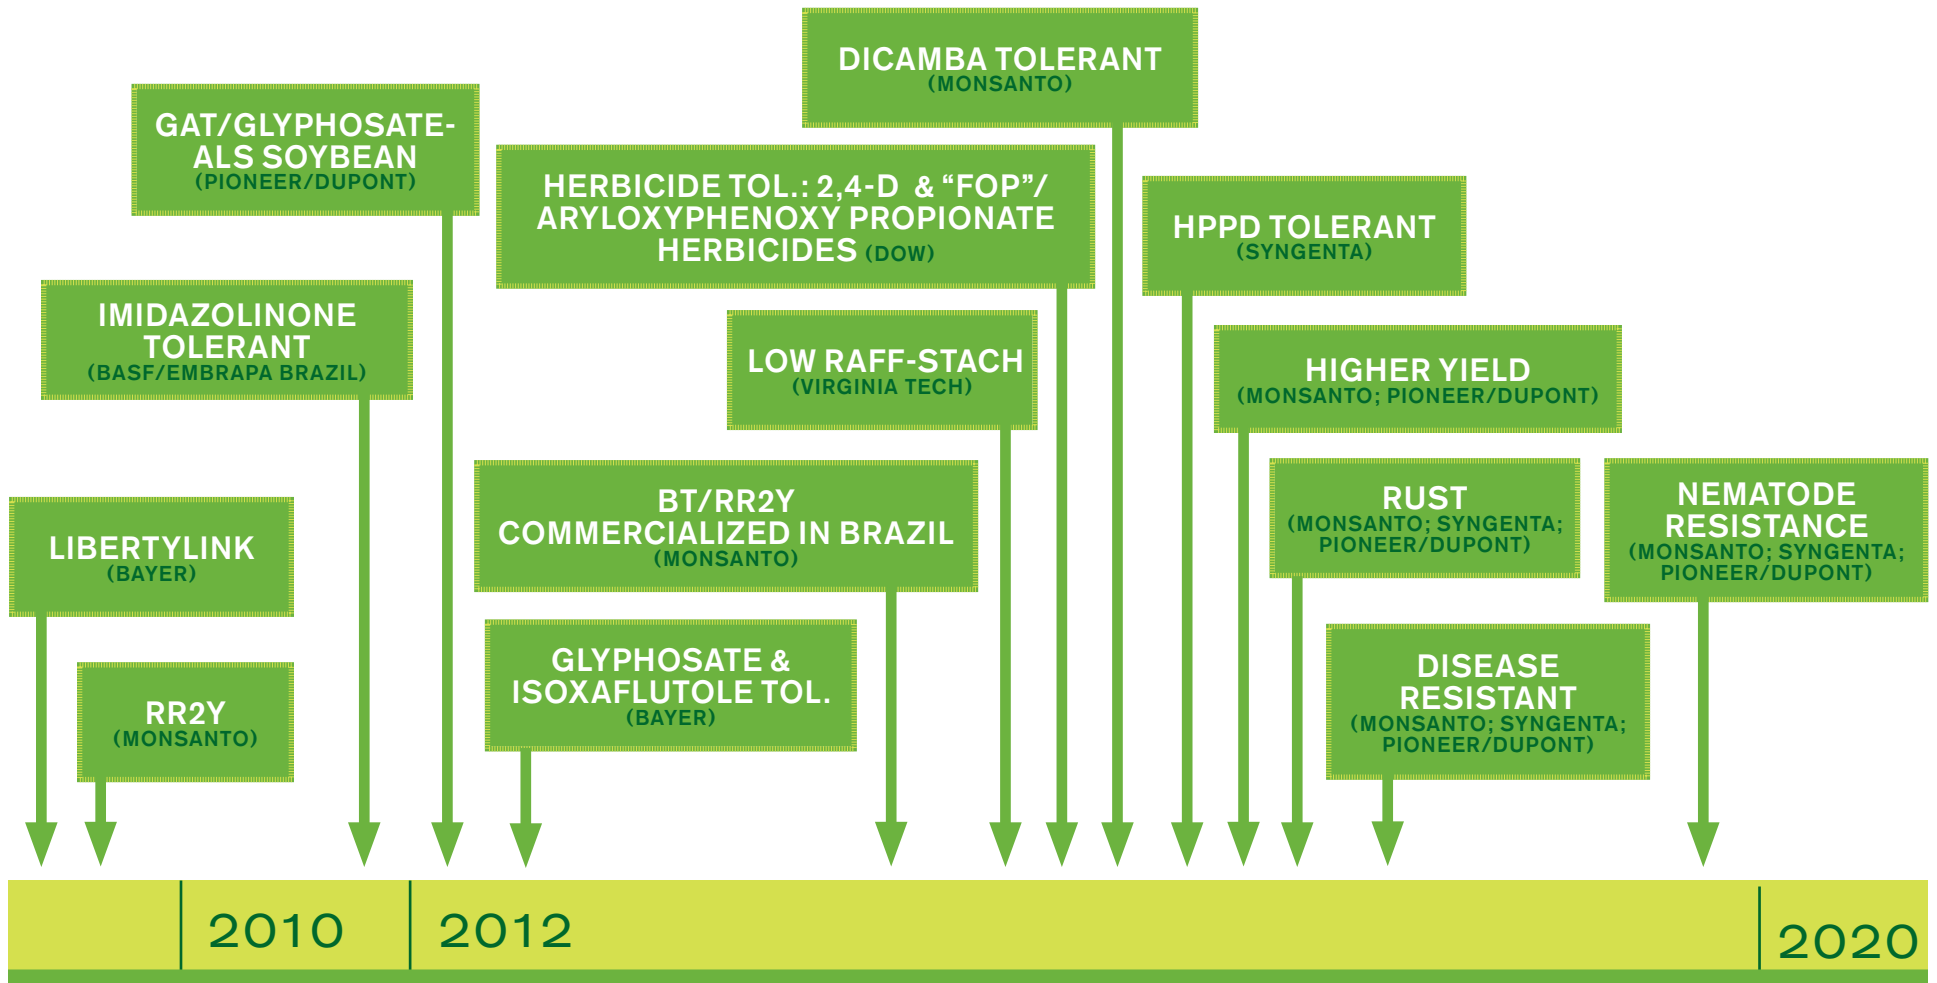 DICAMBA TOLERANT
(MONSANTO)
GAT/GLYPHOSATE-
ALS SOYBEAN
(PIONEER/DUPONT)
HERBICIDE TOL.: 2,4-D & “FOP”/
ARYLOXYPHENOXY PROPIONATE
HERBICIDES (DOW)
HPPD TOLERANT
(SYNGENTA)
IMIDAZOLINONE
TOLERANT
(BASF/EMBRAPA BRAZIL)
LOW RAFF-STACH
(VIRGINIA TECH)
HIGHER YIELD
(MONSANTO; PIONEER/DUPONT)
LIBERTYLINK
(BAYER)
BT/RR2Y
COMMERCIALIZED IN BRAZIL
(MONSANTO)
RUST
(MONSANTO; SYNGENTA;
PIONEER/DUPONT)
NEMATODE
RESISTANCE
(MONSANTO; SYNGENTA;
PIONEER/DUPONT)
RR2Y
(MONSANTO)
GLYPHOSATE &
ISOXAFLUTOLE TOL.
(BAYER)
DISEASE
RESISTANT
(MONSANTO; SYNGENTA;
PIONEER/DUPONT)
2010
2012
2020